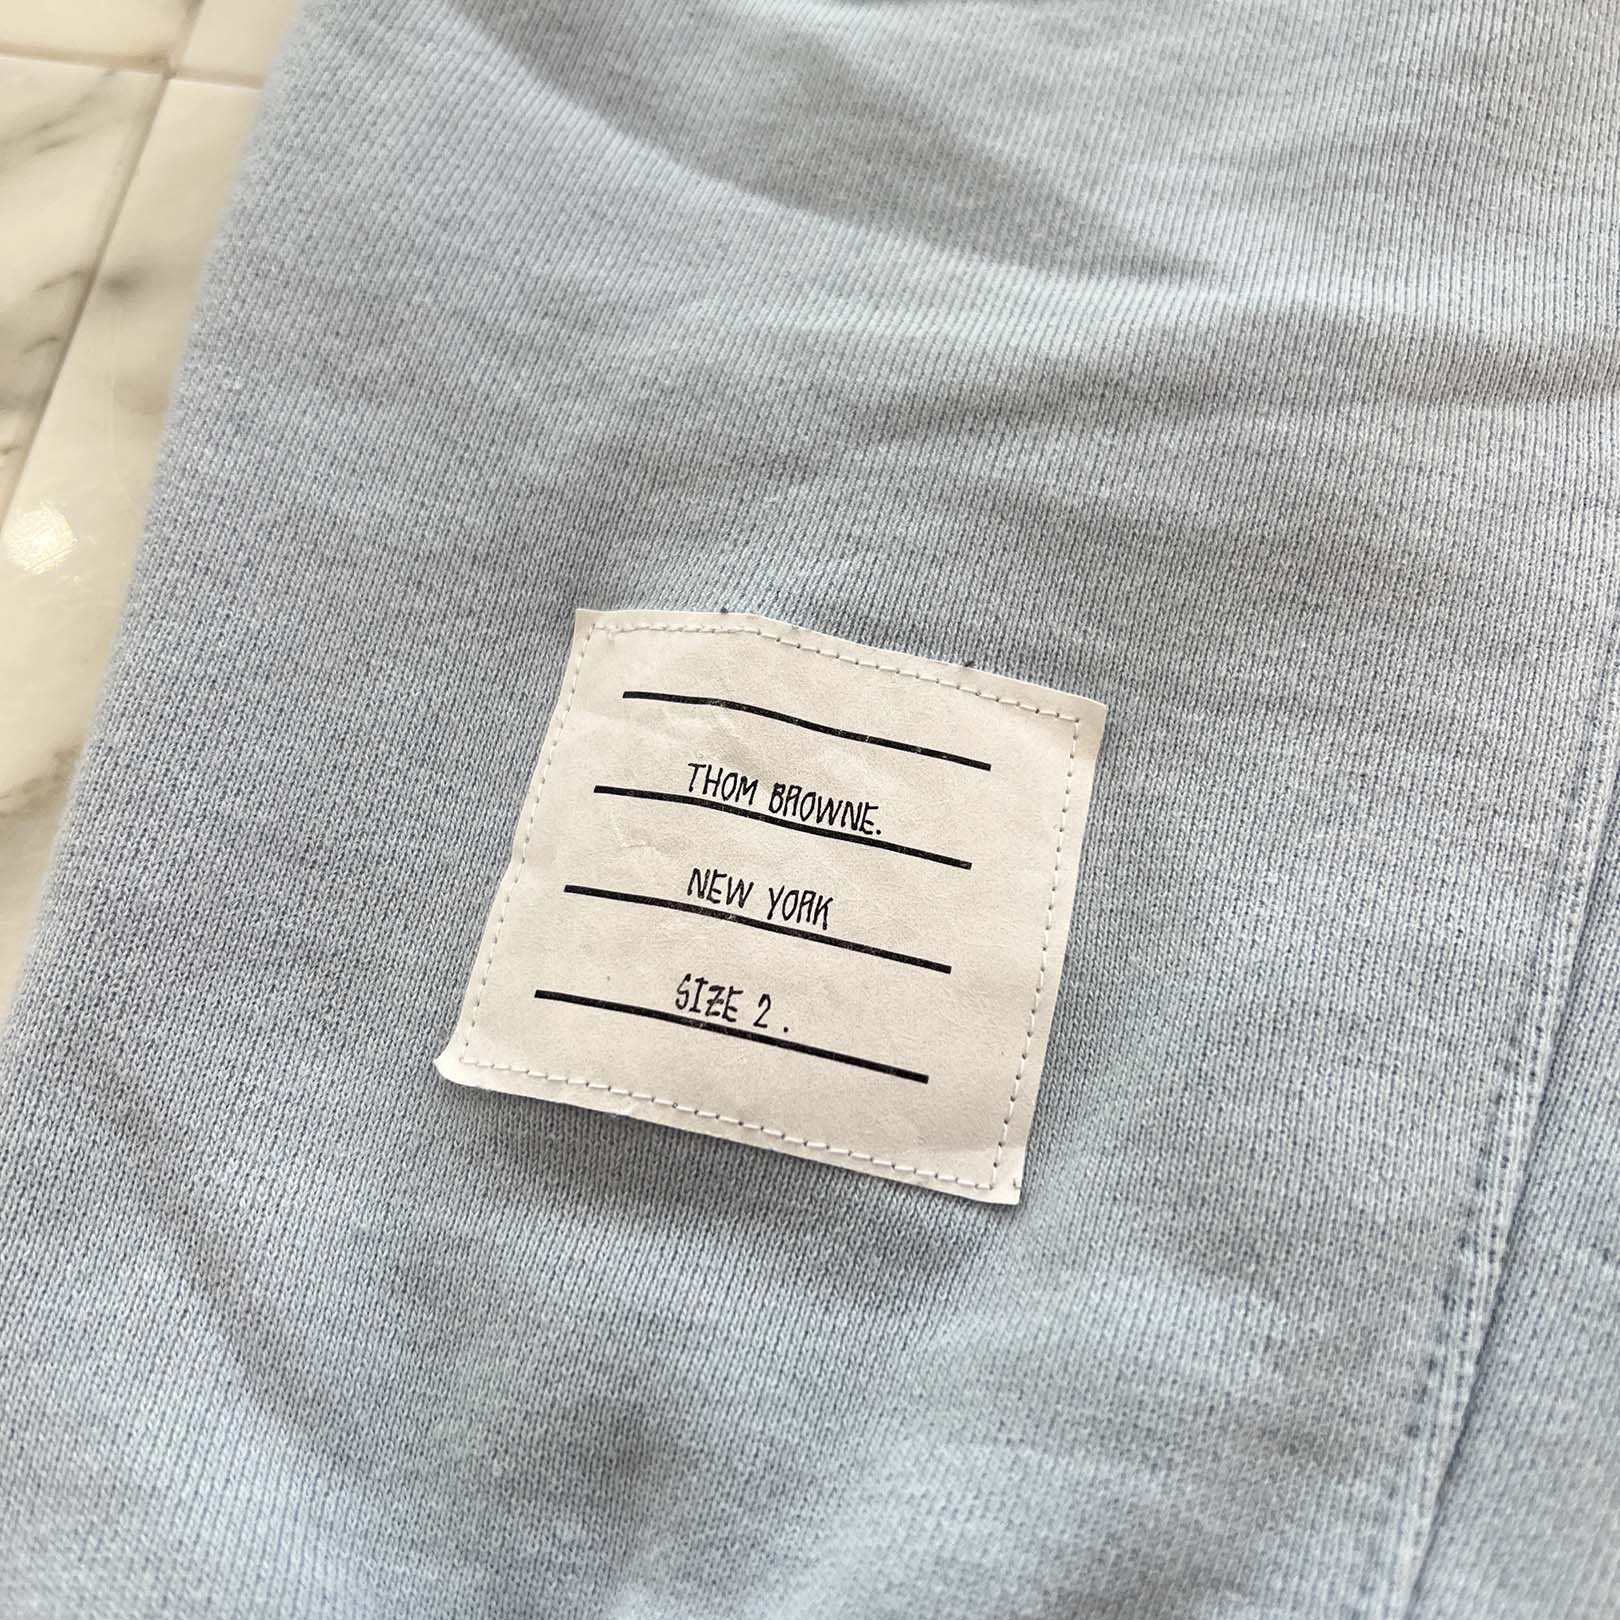 THOM BROWNE.
NEW YORK
SIZE 2 .